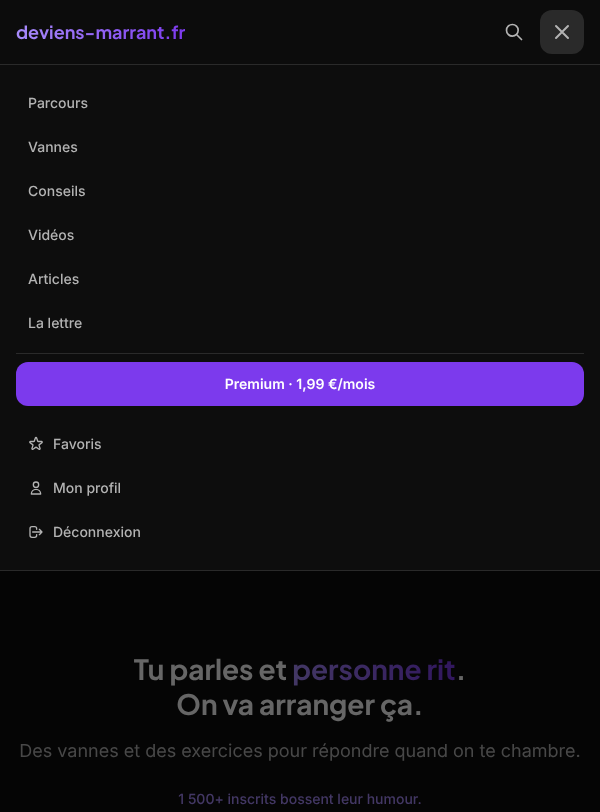 deviens-marrant.fr
Parcours
Vannes
Conseils
Vidéos
Articles
La lettre
Premium · 1,99 €/mois
Favoris
Mon profil
Déconnexion
Tu parles et personne rit.
On va arranger ça.
Des vannes et des exercices pour répondre quand on te chambre.
1 500+ inscrits bossent leur humour.